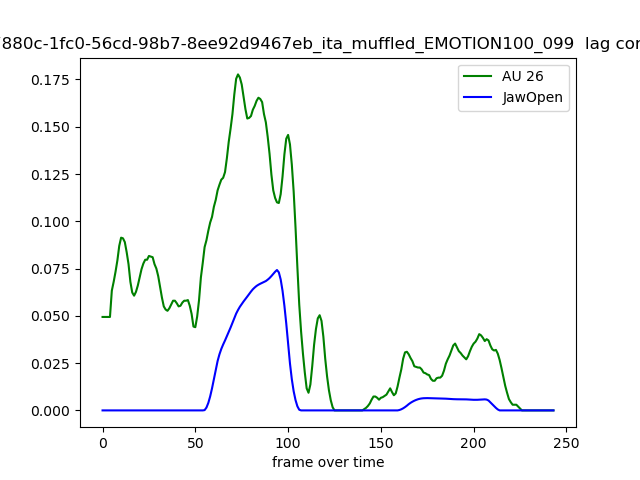 880c-1fc0-56cd-98b7-8ee92d9467eb_ita_muffled_EMOTION100_099 lag
AU 26
JawOpen
0.175
0.150
0.125
0.100
0.075
0.050
0.025
0.000
0 50 100 150 200 250
frame over time